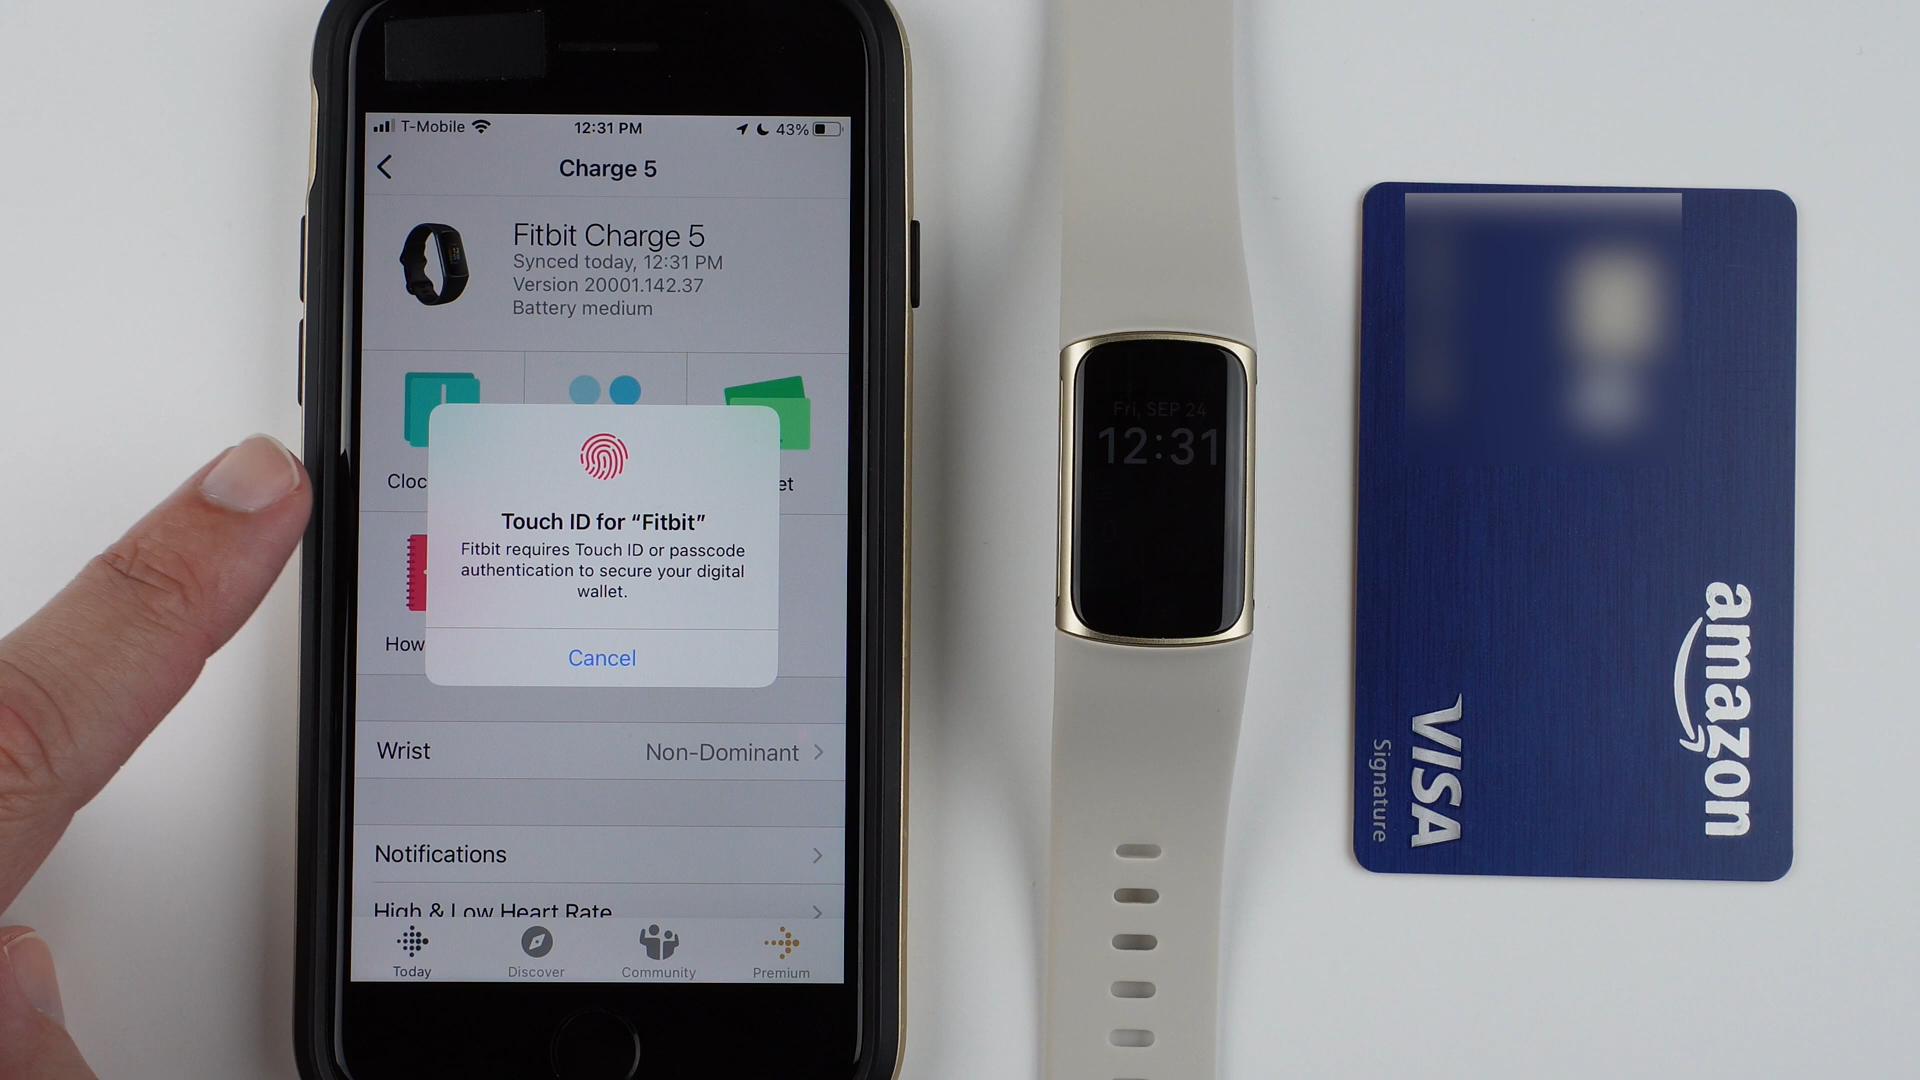 T-Mobile 12:31 PM 43%
Charge 5
Fitbit Charge 5
Synced today, 12:31 PM
Version 20001.142.37
Battery medium
Cloc
et
Touch ID for “Fitbit”
Fitbit requires Touch ID or passcode
authentication to secure your digital
wallet.
How
Cancel
Wrist Non-Dominant
Notifications
High & Low Heart Rate
Today Discover Community Premium
Fri, SEP 24
12:31
amazon
VISA
Signature